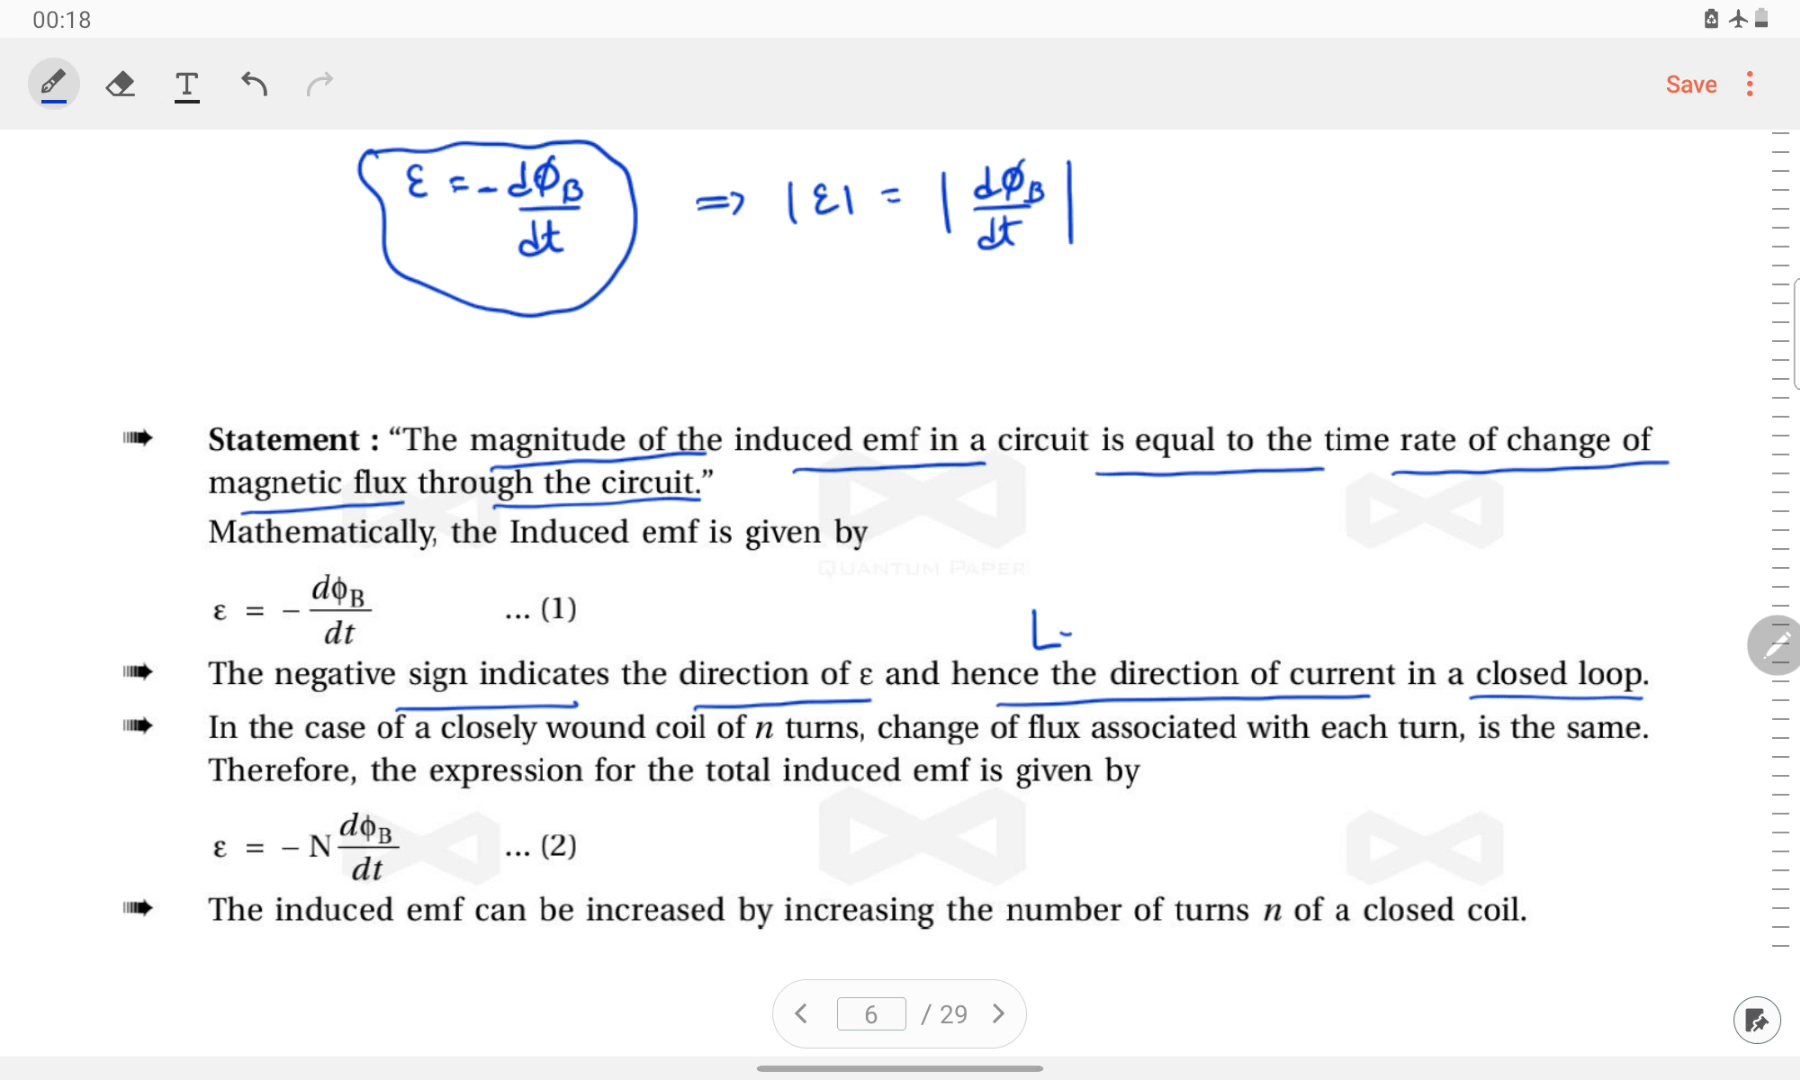 00:18
T
Save
ε = - dϕB/dt ⇒ |ε| = |dϕB/dt|
Statement : “The magnitude of the induced emf in a circuit is equal to the time rate of change of
magnetic flux through the circuit.”
Mathematically, the Induced emf is given by
QUANTUM PAPER
ε = − dϕB/dt ... (1)
L-
The negative sign indicates the direction of ε and hence the direction of current in a closed loop.
In the case of a closely wound coil of n turns, change of flux associated with each turn, is the same.
Therefore, the expression for the total induced emf is given by
ε = − N dϕB/dt ... (2)
The induced emf can be increased by increasing the number of turns n of a closed coil.
6 / 29